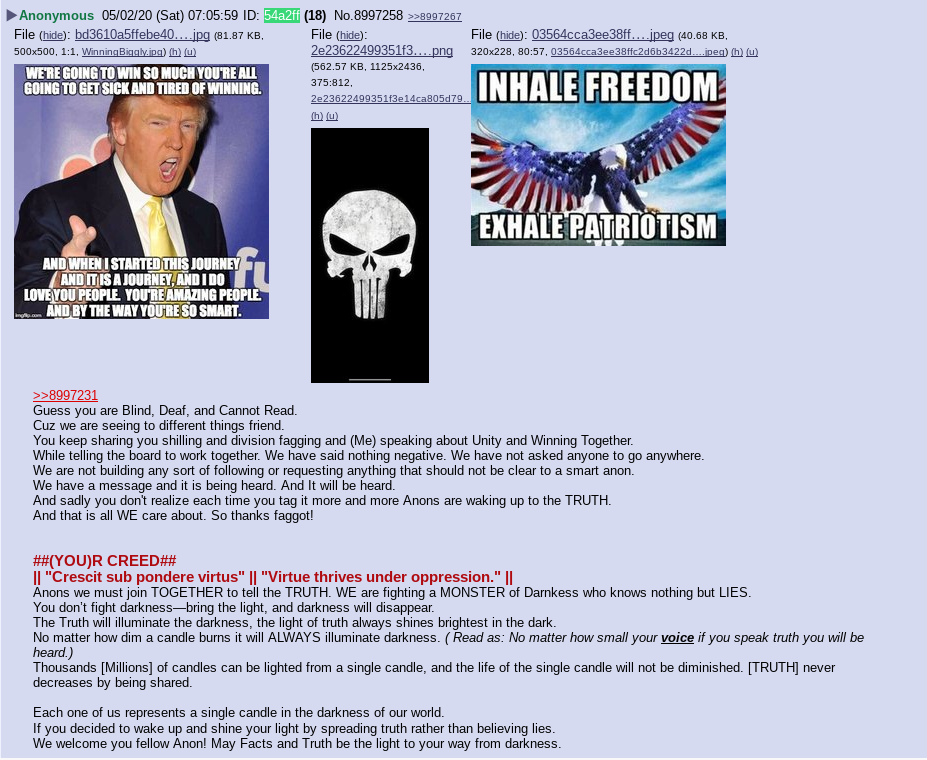 ▶Anonymous 05/02/20 (Sat) 07:05:59 ID: 54a2ff (18) No.8997258 >>8997267
File (hide): bd3610a5ffebe40….jpg (81.87 KB, 500x500, 1:1, WinningBiggly.jpg) (h) (u)
WE'RE GOING TO WIN SO MUCH YOU'RE ALL
GOING TO GET SICK AND TIRED OF WINNING.
AND WHEN I STARTED THIS JOURNEY
AND IT IS A JOURNEY, AND I DO
LOVE YOU PEOPLE. YOU'RE AMAZING PEOPLE.
AND BY THE WAY YOU'RE SO SMART.
imgflip.com
File (hide):
2e23622499351f3….png
(562.57 KB, 1125x2436,
375:812,
2e23622499351f3e14ca805d79…
(h) (u)
File (hide): 03564cca3ee38ff….jpeg (40.68 KB,
320x228, 80:57, 03564cca3ee38ffc2d6b3422d….jpeg) (h) (u)
INHALE FREEDOM
EXHALE PATRIOTISM
>>8997231
Guess you are Blind, Deaf, and Cannot Read.
Cuz we are seeing to different things friend.
You keep sharing you shilling and division fagging and (Me) speaking about Unity and Winning Together.
While telling the board to work together. We have said nothing negative. We have not asked anyone to go anywhere.
We are not building any sort of following or requesting anything that should not be clear to a smart anon.
We have a message and it is being heard. And It will be heard.
And sadly you don't realize each time you tag it more and more Anons are waking up to the TRUTH.
And that is all WE care about. So thanks faggot!
##(YOU)R CREED##
|| "Crescit sub pondere virtus" || "Virtue thrives under oppression." ||
Anons we must join TOGETHER to tell the TRUTH. WE are fighting a MONSTER of Darnkess who knows nothing but LIES.
You don't fight darkness—bring the light, and darkness will disappear.
The Truth will illuminate the darkness, the light of truth always shines brightest in the dark.
No matter how dim a candle burns it will ALWAYS illuminate darkness. ( Read as: No matter how small your voice if you speak truth you will be
heard.)
Thousands [Millions] of candles can be lighted from a single candle, and the life of the single candle will not be diminished. [TRUTH] never
decreases by being shared.
Each one of us represents a single candle in the darkness of our world.
If you decided to wake up and shine your light by spreading truth rather than believing lies.
We welcome you fellow Anon! May Facts and Truth be the light to your way from darkness.